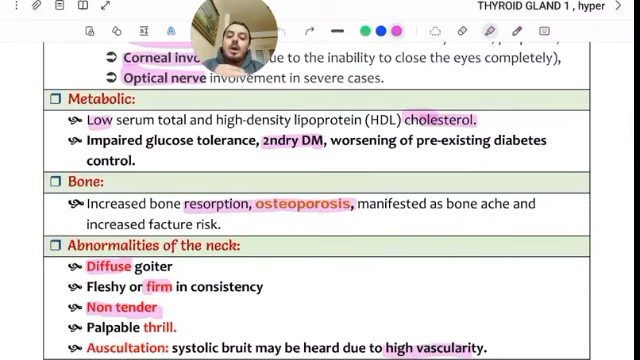 THYROID GLAND 1 , hyper
Corneal due to the inability to close the eyes completely),
Optical nerve involvement in severe cases.
Metabolic:
Low serum total and high-density lipoprotein (HDL) cholesterol.
Impaired glucose tolerance, 2ndry DM, worsening of pre-existing diabetes
control.
Bone:
Increased bone resorption, osteoporosis, manifested as bone ache and
increased facture risk.
Abnormalities of the neck:
Diffuse goiter
Fleshy or firm in consistency
Non tender
Palpable thrill.
Auscultation: systolic bruit may be heard due to high vascularity.